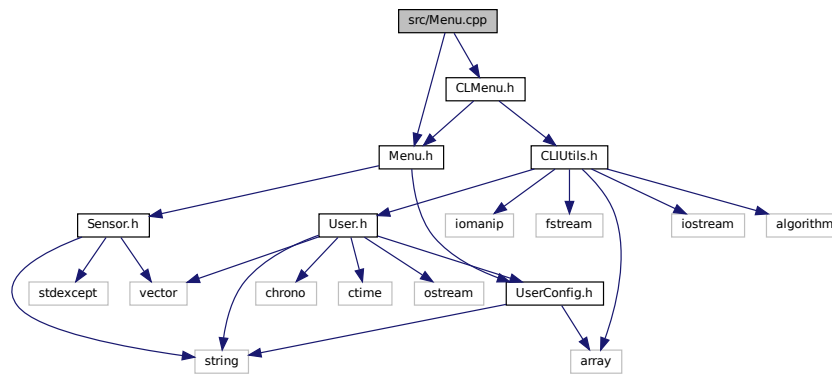 src/Menu.cpp
CLMenu.h
Menu.h
CLIUtils.h
Sensor.h
User.h
iomanip
fstream
iostream
algorithm
stdexcept
vector
chrono
ctime
ostream
UserConfig.h
string
array